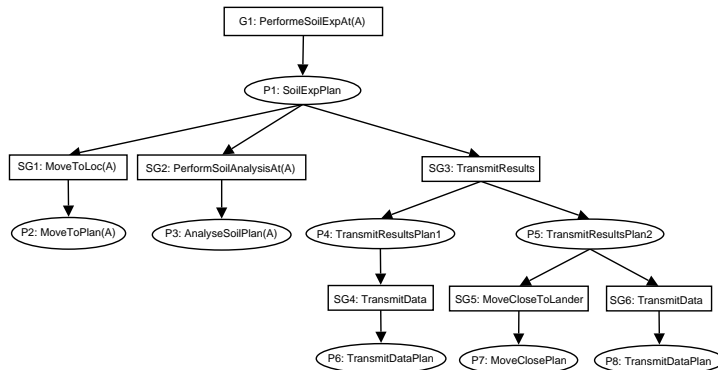 G1: PerformeSoilExpAt(A)
P1: SoilExpPlan
SG1: MoveToLoc(A)
SG2: PerformSoilAnalysisAt(A)
SG3: TransmitResults
P2: MoveToPlan(A)
P3: AnalyseSoilPlan(A)
P4: TransmitResultsPlan1
P5: TransmitResultsPlan2
SG4: TransmitData
SG5: MoveCloseToLander
SG6: TransmitData
P6: TransmitDataPlan
P7: MoveClosePlan
P8: TransmitDataPlan